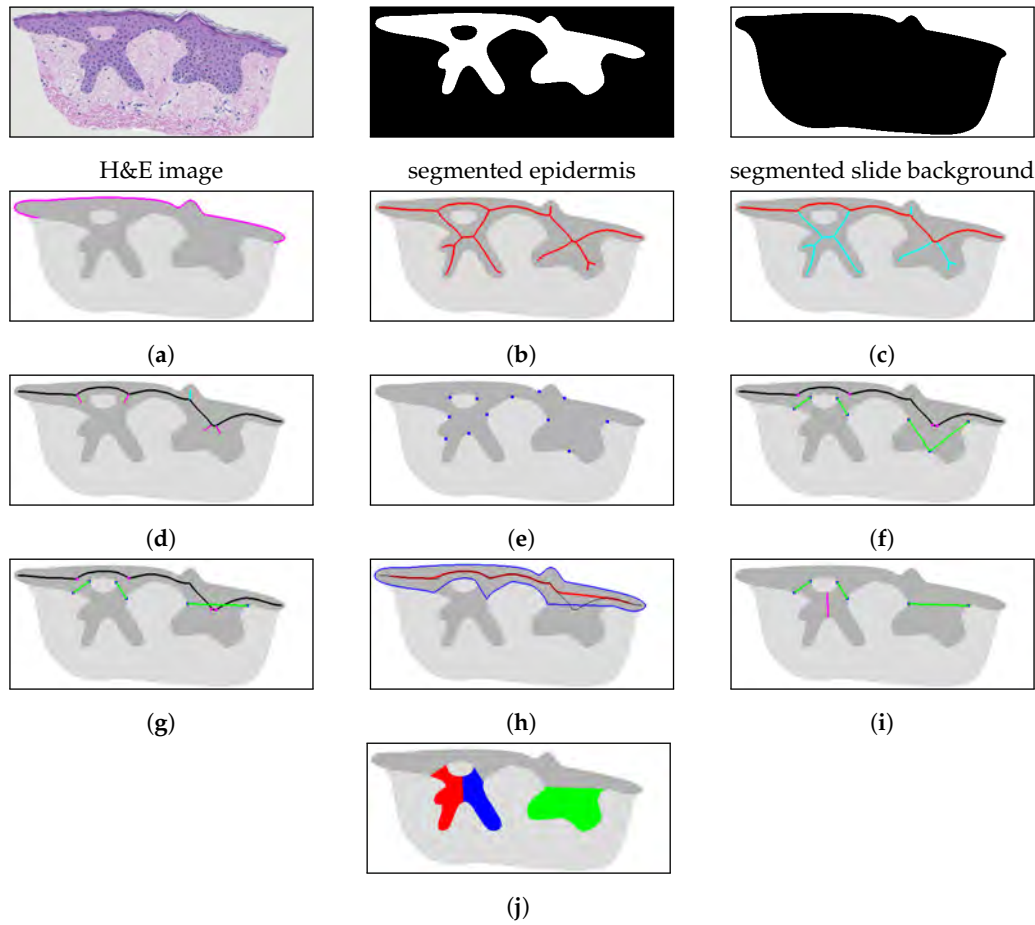 H&E image segmented epidermis segmented slide background
(a) (b) (c)
(d) (e) (f)
(g) (h) (i)
(j)